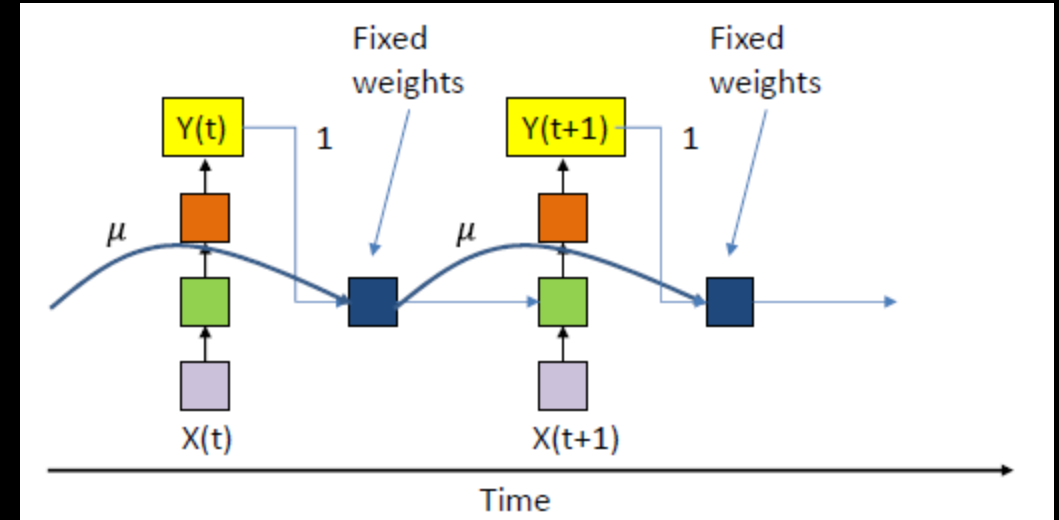 Fixed
weights
Fixed
weights
Y(t)
1
Y(t+1)
1
μ
μ
X(t)
X(t+1)
Time